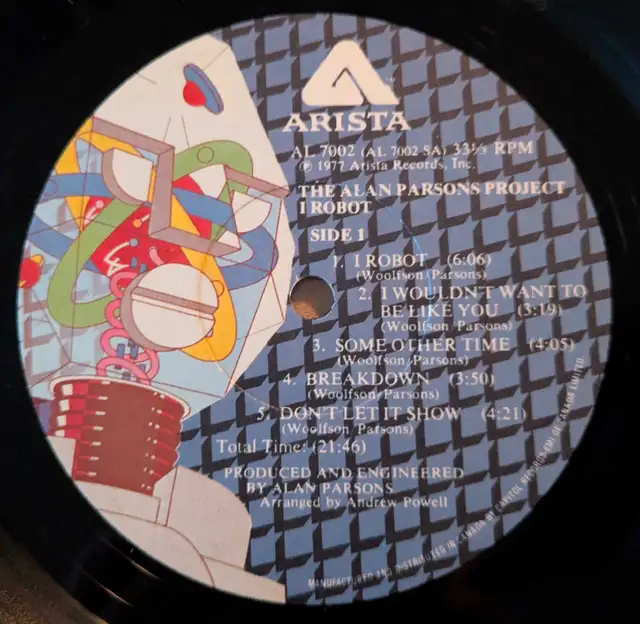 ARISTA
AL 7002 (AL 7002 SA) 33⅓ RPM
℗ 1977 Arista Records, Inc.
THE ALAN PARSONS PROJECT
I ROBOT
SIDE 1
1. I ROBOT (6:06)
(Woolfson/Parsons)
2. I WOULDN'T WANT TO
BE LIKE YOU (3:19)
(Woolfson/Parsons)
3. SOME OTHER TIME (4:05)
(Woolfson/Parsons)
4. BREAKDOWN (3:50)
(Woolfson/Parsons)
5. DON'T LET IT SHOW (4:21)
(Woolfson/Parsons)
Total Time: (21:46)
PRODUCED AND ENGINEERED
BY ALAN PARSONS
Arranged by Andrew Powell
MANUFACTURED AND DISTRIBUTED IN CANADA BY CAPITOL RECORDS-EMI OF CANADA LIMITED